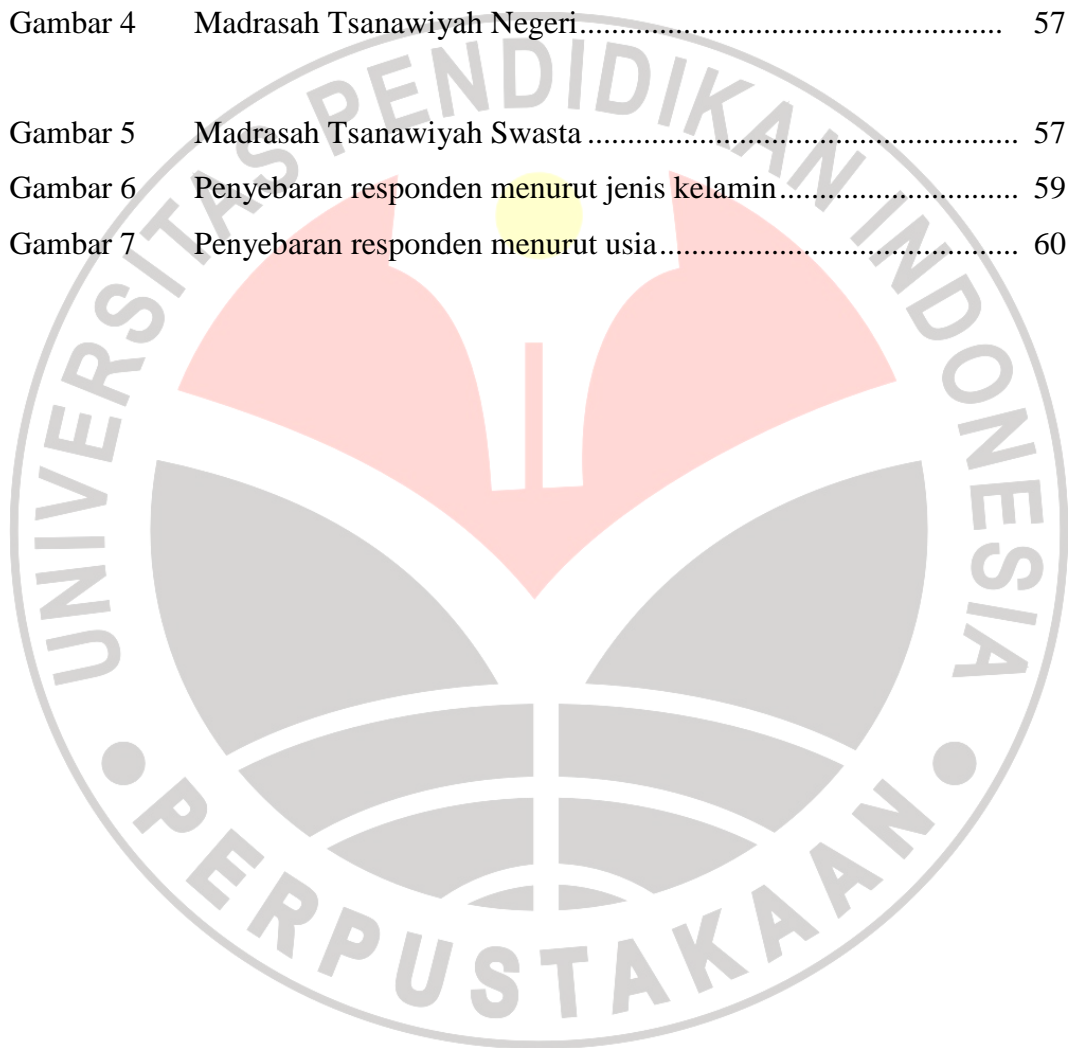 Gambar 4 Madrasah Tsanawiyah Negeri............................................... 57
Gambar 5 Madrasah Tsanawiyah Swasta ................................................... 57
Gambar 6 Penyebaran responden menurut jenis kelamin........................... 59
Gambar 7 Penyebaran responden menurut usia........................................ 60
UNIVERSITAS PENDIDIKAN INDONESIA
PERPUSTAKAAN